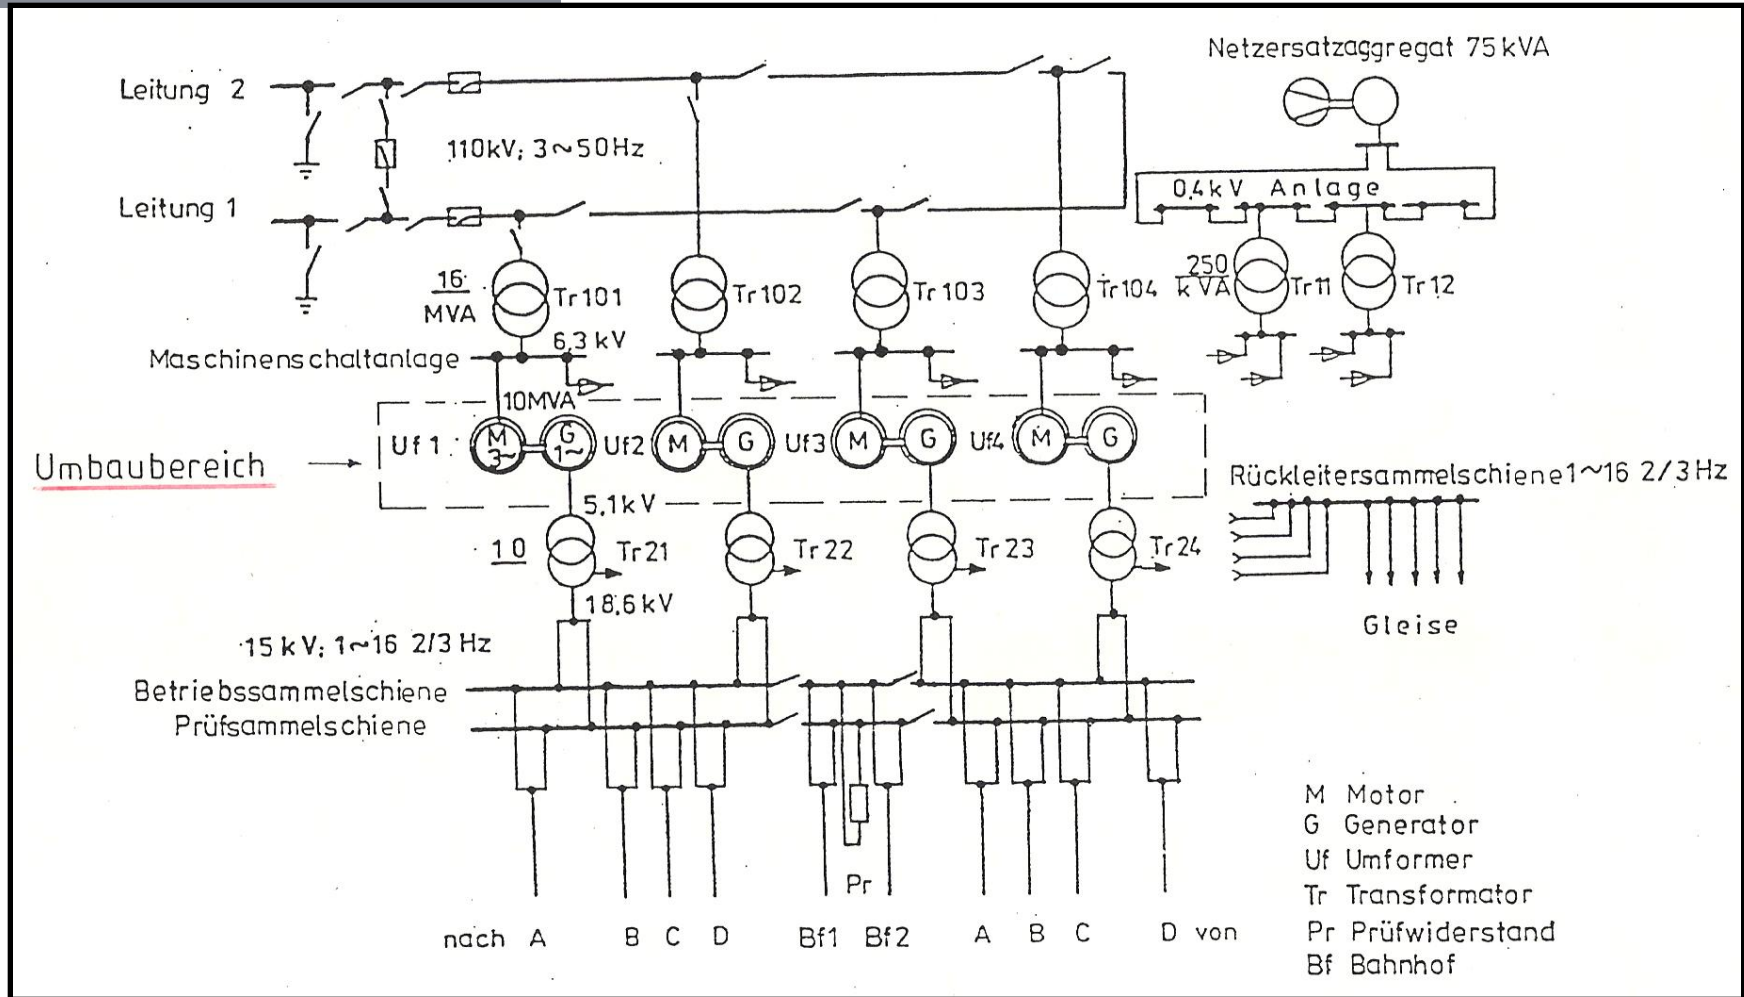 Netzersatzaggregat 75 kVA
Leitung 2
110kV; 3~50Hz
0,4 kV Anlage
Leitung 1
16 MVA
Tr 101
Tr 102
Tr 103
Tr 104
250 kVA
Tr 11
Tr 12
6,3 kV
Maschinenschaltanlage
10MVA
Uf 1
M 3~
G 1~
Uf2
M
G
Uf3
M
G
Uf4
M
G
Umbaubereich
Rückleitersammelschiene 1~16 2/3 Hz
5,1kV
10
Tr 21
Tr 22
Tr 23
Tr 24
18,6 kV
Gleise
15 kV; 1~16 2/3 Hz
Betriebssammelschiene
Prüfsammelschiene
M Motor
G Generator
Uf Umformer
Tr Transformator
Pr Prüfwiderstand
Bf Bahnhof
Pr
nach A B C D Bf1 Bf2 A B C D von